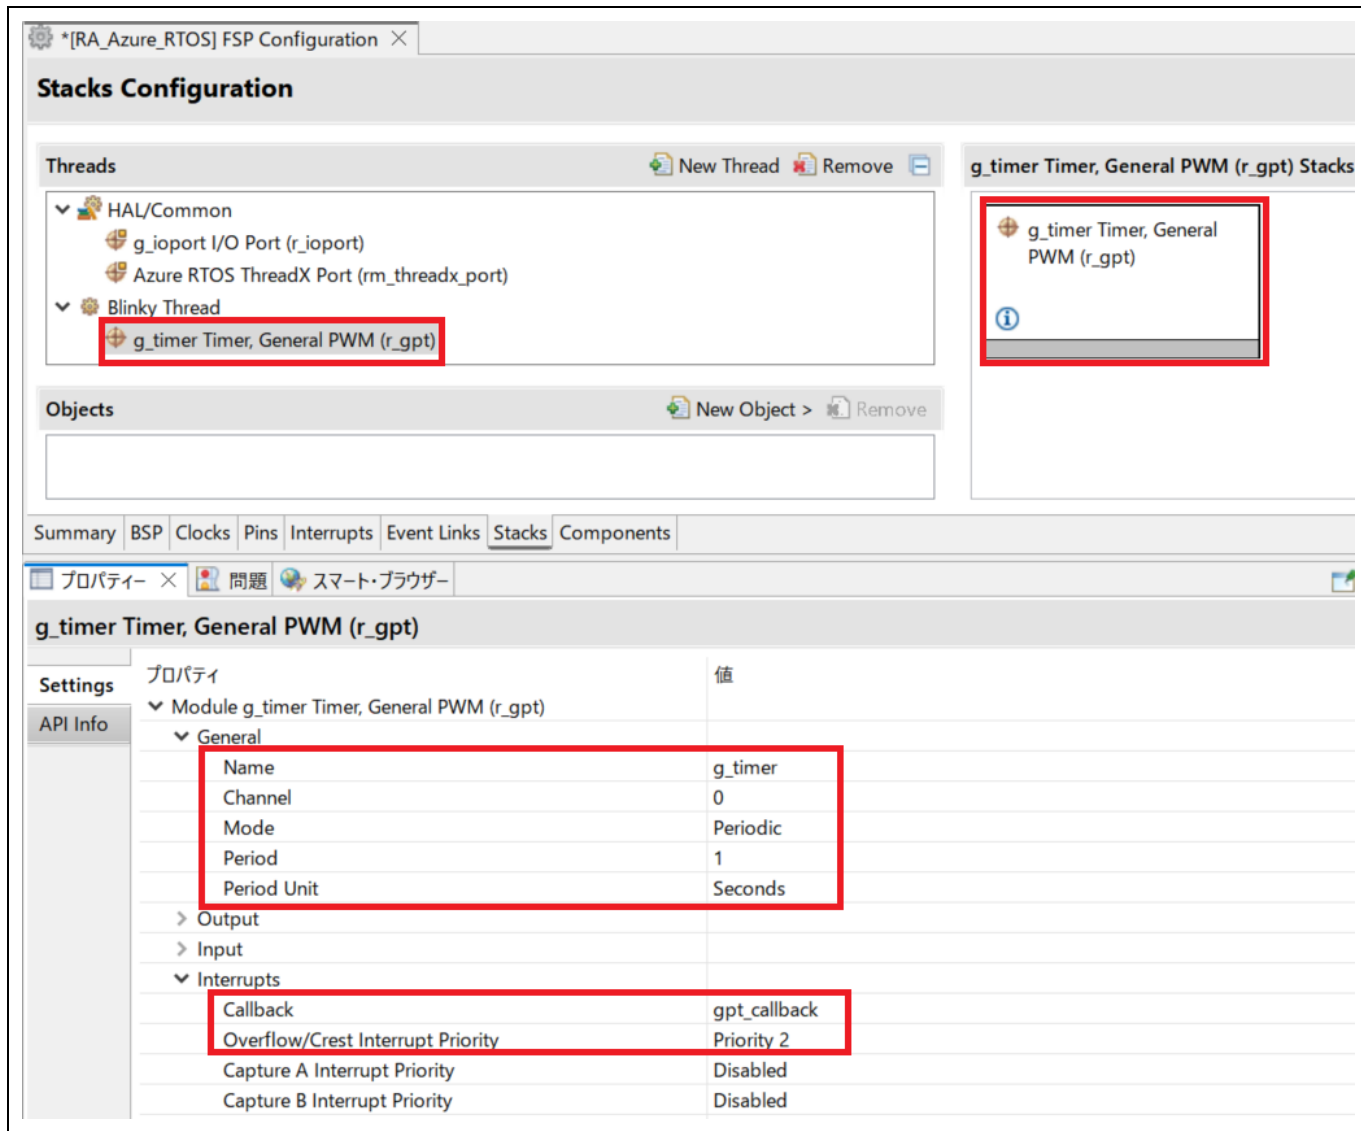 *[RA_Azure_RTOS] FSP Configuration
Stacks Configuration
Threads
New Thread Remove
HAL/Common
g_ioport I/O Port (r_ioport)
Azure RTOS ThreadX Port (rm_threadx_port)
Blinky Thread
g_timer Timer, General PWM (r_gpt)
Objects
New Object > Remove
g_timer Timer, General PWM (r_gpt) Stacks
g_timer Timer, General
PWM (r_gpt)
Summary BSP Clocks Pins Interrupts Event Links Stacks Components
プロパティー 問題 スマート・ブラウザー
g_timer Timer, General PWM (r_gpt)
Settings
API Info
プロパティ 値
Module g_timer Timer, General PWM (r_gpt)
General
Name g_timer
Channel 0
Mode Periodic
Period 1
Period Unit Seconds
Output
Input
Interrupts
Callback gpt_callback
Overflow/Crest Interrupt Priority Priority 2
Capture A Interrupt Priority Disabled
Capture B Interrupt Priority Disabled